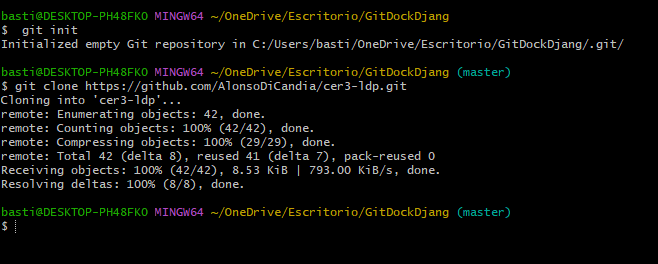 basti@DESKTOP-PH48FKO MINGW64 ~/OneDrive/Escritorio/GitDockDjang
$  git init
Initialized empty Git repository in C:/Users/basti/OneDrive/Escritorio/GitDockDjang/.git/
basti@DESKTOP-PH48FKO MINGW64 ~/OneDrive/Escritorio/GitDockDjang (master)
$ git clone https://github.com/AlonsoDiCandia/cer3-ldp.git
Cloning into 'cer3-ldp'...
remote: Enumerating objects: 42, done.
remote: Counting objects: 100% (42/42), done.
remote: Compressing objects: 100% (29/29), done.
remote: Total 42 (delta 8), reused 41 (delta 7), pack-reused 0
Receiving objects: 100% (42/42), 8.53 KiB | 793.00 KiB/s, done.
Resolving deltas: 100% (8/8), done.
basti@DESKTOP-PH48FKO MINGW64 ~/OneDrive/Escritorio/GitDockDjang (master)
$